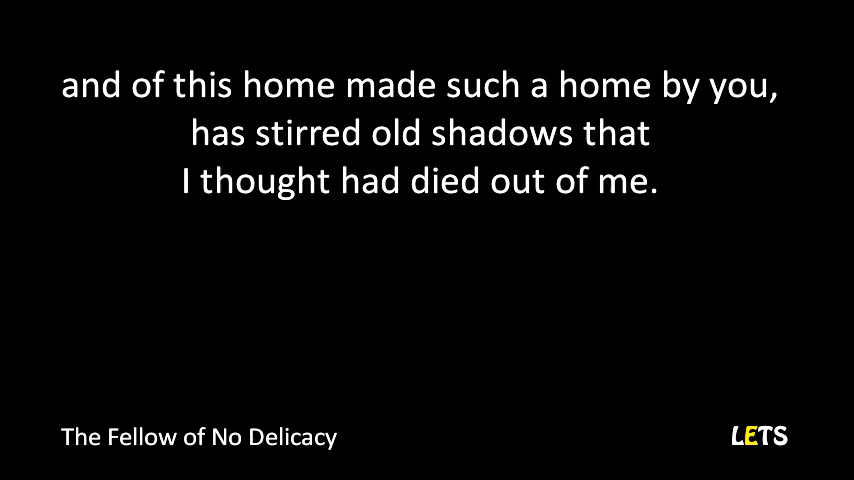 and of this home made such a home by you,
has stirred old shadows that
I thought had died out of me.
The Fellow of No Delicacy
LETS